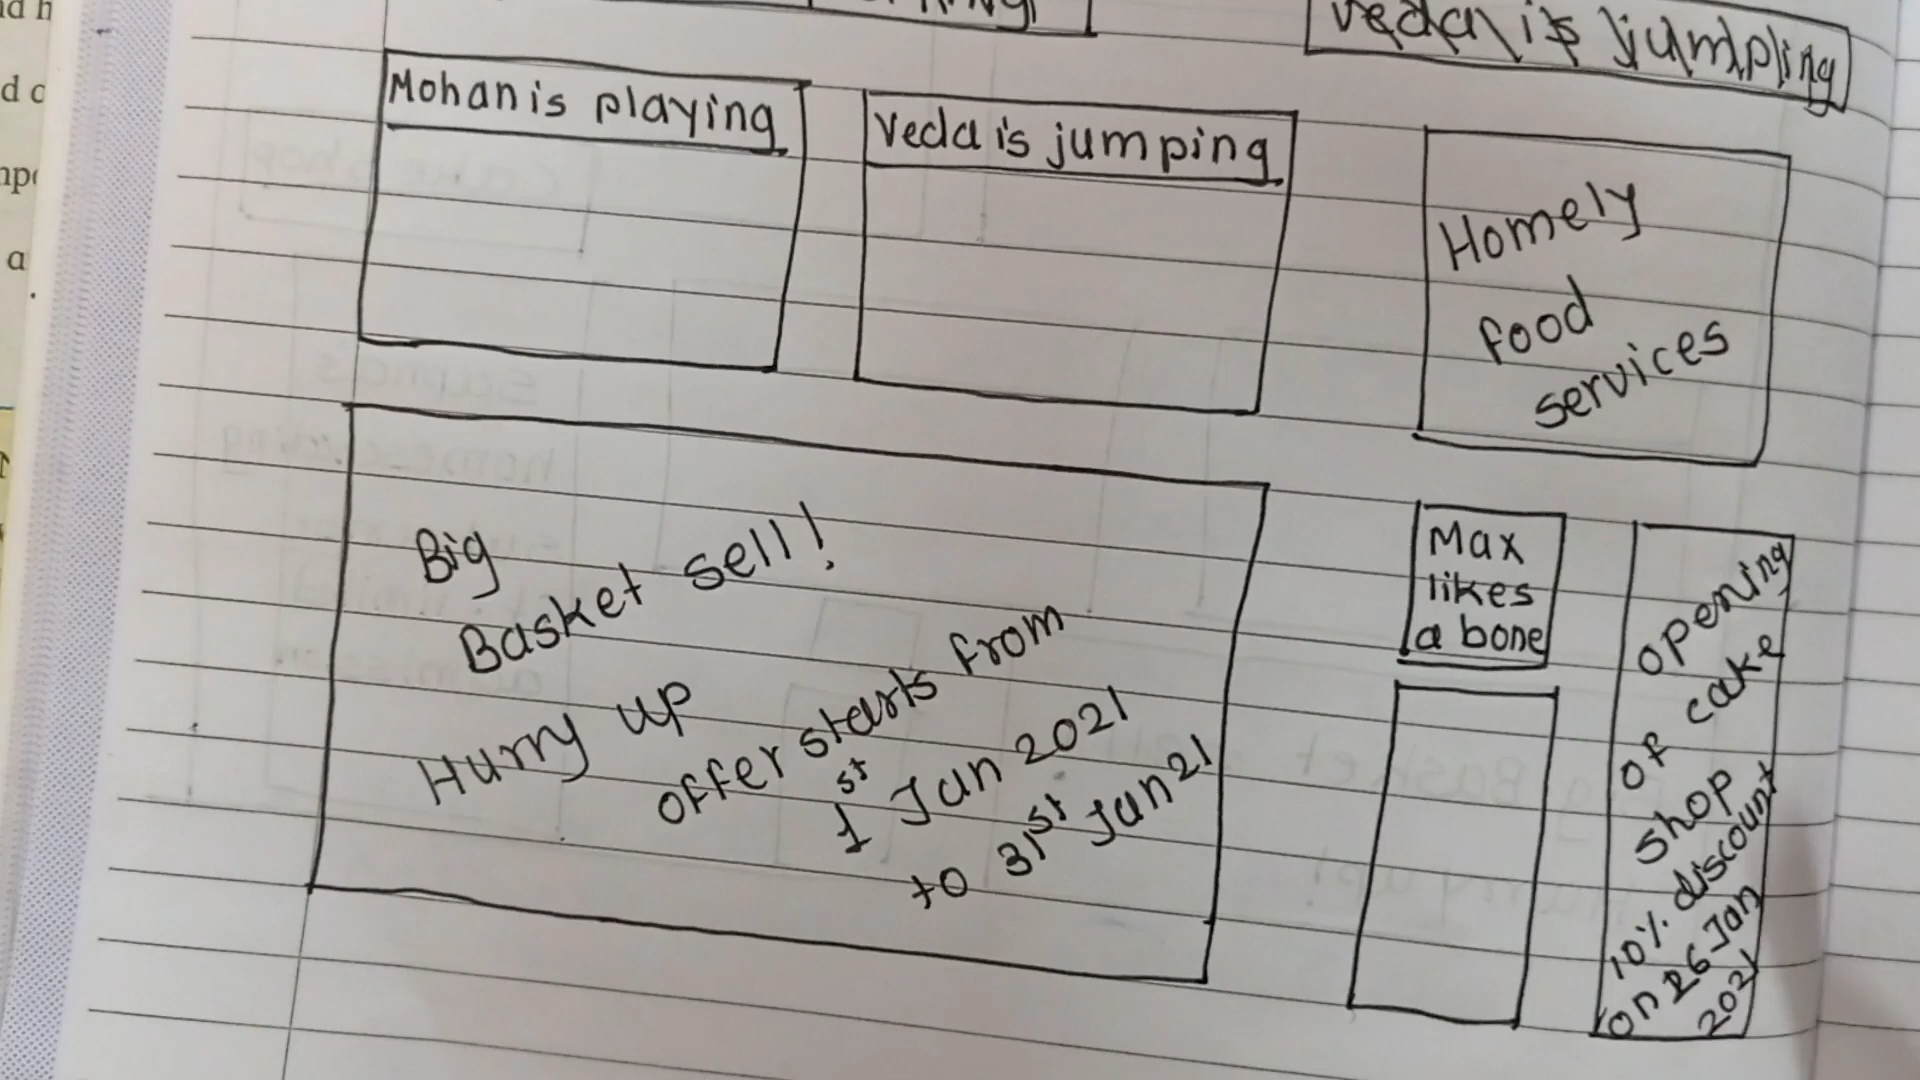 Veda is jumping
Mohan is playing
Veda is jumping
Homely
food
services
Big
Basket sell!
Hurry up
offer starts from
1st Jan 2021
to 31st Jan 21
Max
likes
a bone
opening
of cake
shop
10% discount
on 26 Jan
2021